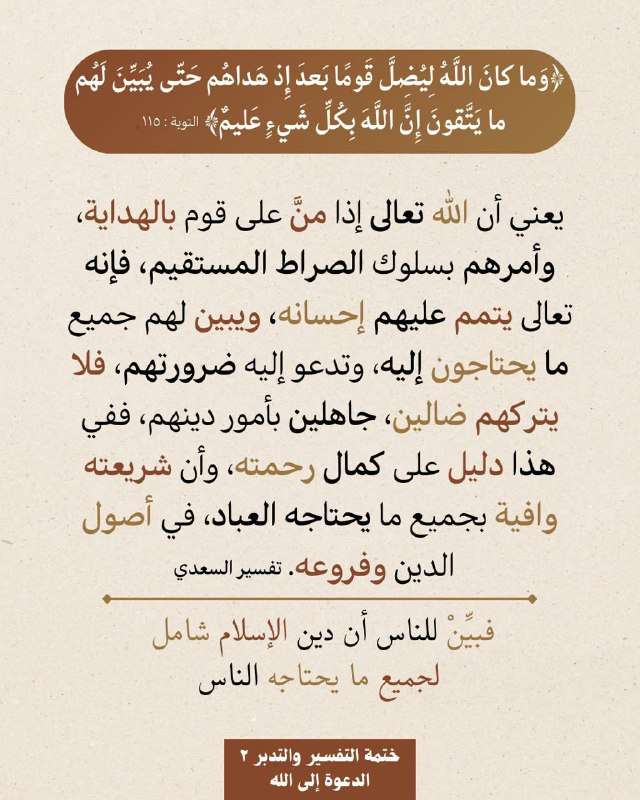 ﴿وَما كانَ اللَّهُ لِيُضِلَّ قَومًا بَعدَ إِذ هَداهُم حَتّى يُبَيِّنَ لَهُم
ما يَتَّقونَ إِنَّ اللَّهَ بِكُلِّ شَيءٍ عَليمٌ﴾ التوبة : ١١٥
يعني أن الله تعالى إذا منَّ على قوم بالهداية،
وأمرهم بسلوك الصراط المستقيم، فإنه
تعالى يتمم عليهم إحسانه، ويبين لهم جميع
ما يحتاجون إليه، وتدعو إليه ضرورتهم، فلا
يتركهم ضالين، جاهلين بأمور دينهم، ففي
هذا دليل على كمال رحمته، وأن شريعته
وافية بجميع ما يحتاجه العباد، في أصول
الدين وفروعه. تفسير السعدي
فبيِّنْ للناس أن دين الإسلام شامل
لجميع ما يحتاجه الناس
ختمة التفسير والتدبر ٢
الدعوة إلى الله